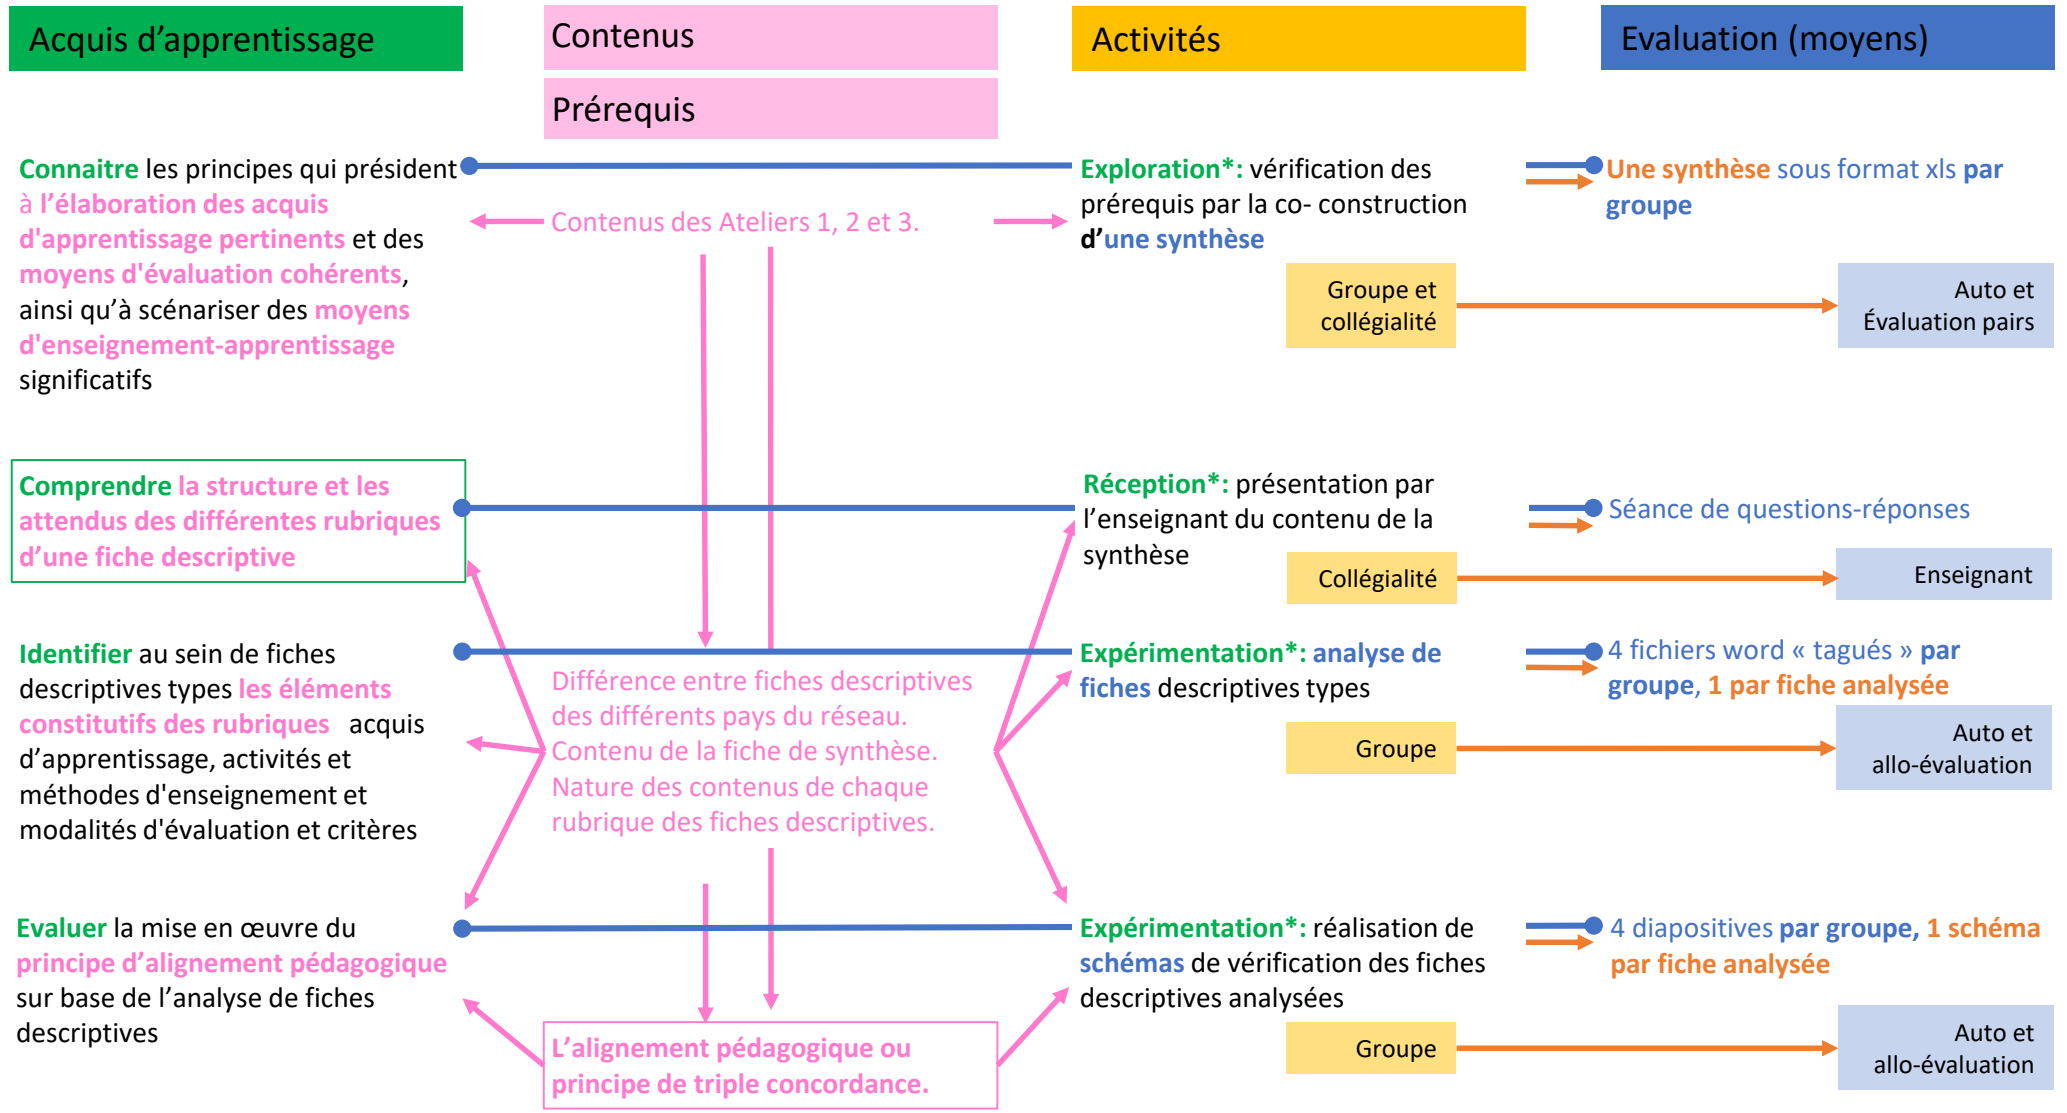 Acquis d'apprentissage
Contenus
Prérequis
Activités
Evaluation (moyens)
Connaitre les principes qui président
à l'élaboration des acquis
d'apprentissage pertinents et des
moyens d'évaluation cohérents,
ainsi qu'à scénariser des moyens
d'enseignement-apprentissage
significatifs
Contenus des Ateliers 1, 2 et 3.
Exploration*: vérification des
prérequis par la co- construction
d'une synthèse
Une synthèse sous format xls par
groupe
Groupe et
collégialité
Auto et
Évaluation pairs
Comprendre la structure et les
attendus des différentes rubriques
d'une fiche descriptive
Réception*: présentation par
l'enseignant du contenu de la
synthèse
Séance de questions-réponses
Collégialité
Enseignant
Identifier au sein de fiches
descriptives types les éléments
constitutifs des rubriques acquis
d'apprentissage, activités et
méthodes d'enseignement et
modalités d'évaluation et critères
Différence entre fiches descriptives
des différents pays du réseau.
Contenu de la fiche de synthèse.
Nature des contenus de chaque
rubrique des fiches descriptives.
Expérimentation*: analyse de
fiches descriptives types
4 fichiers word « tagués » par
groupe, 1 par fiche analysée
Groupe
Auto et
allo-évaluation
Evaluer la mise en œuvre du
principe d'alignement pédagogique
sur base de l'analyse de fiches
descriptives
L'alignement pédagogique ou
principe de triple concordance.
Expérimentation*: réalisation de
schémas de vérification des fiches
descriptives analysées
4 diapositives par groupe, 1 schéma
par fiche analysée
Groupe
Auto et
allo-évaluation